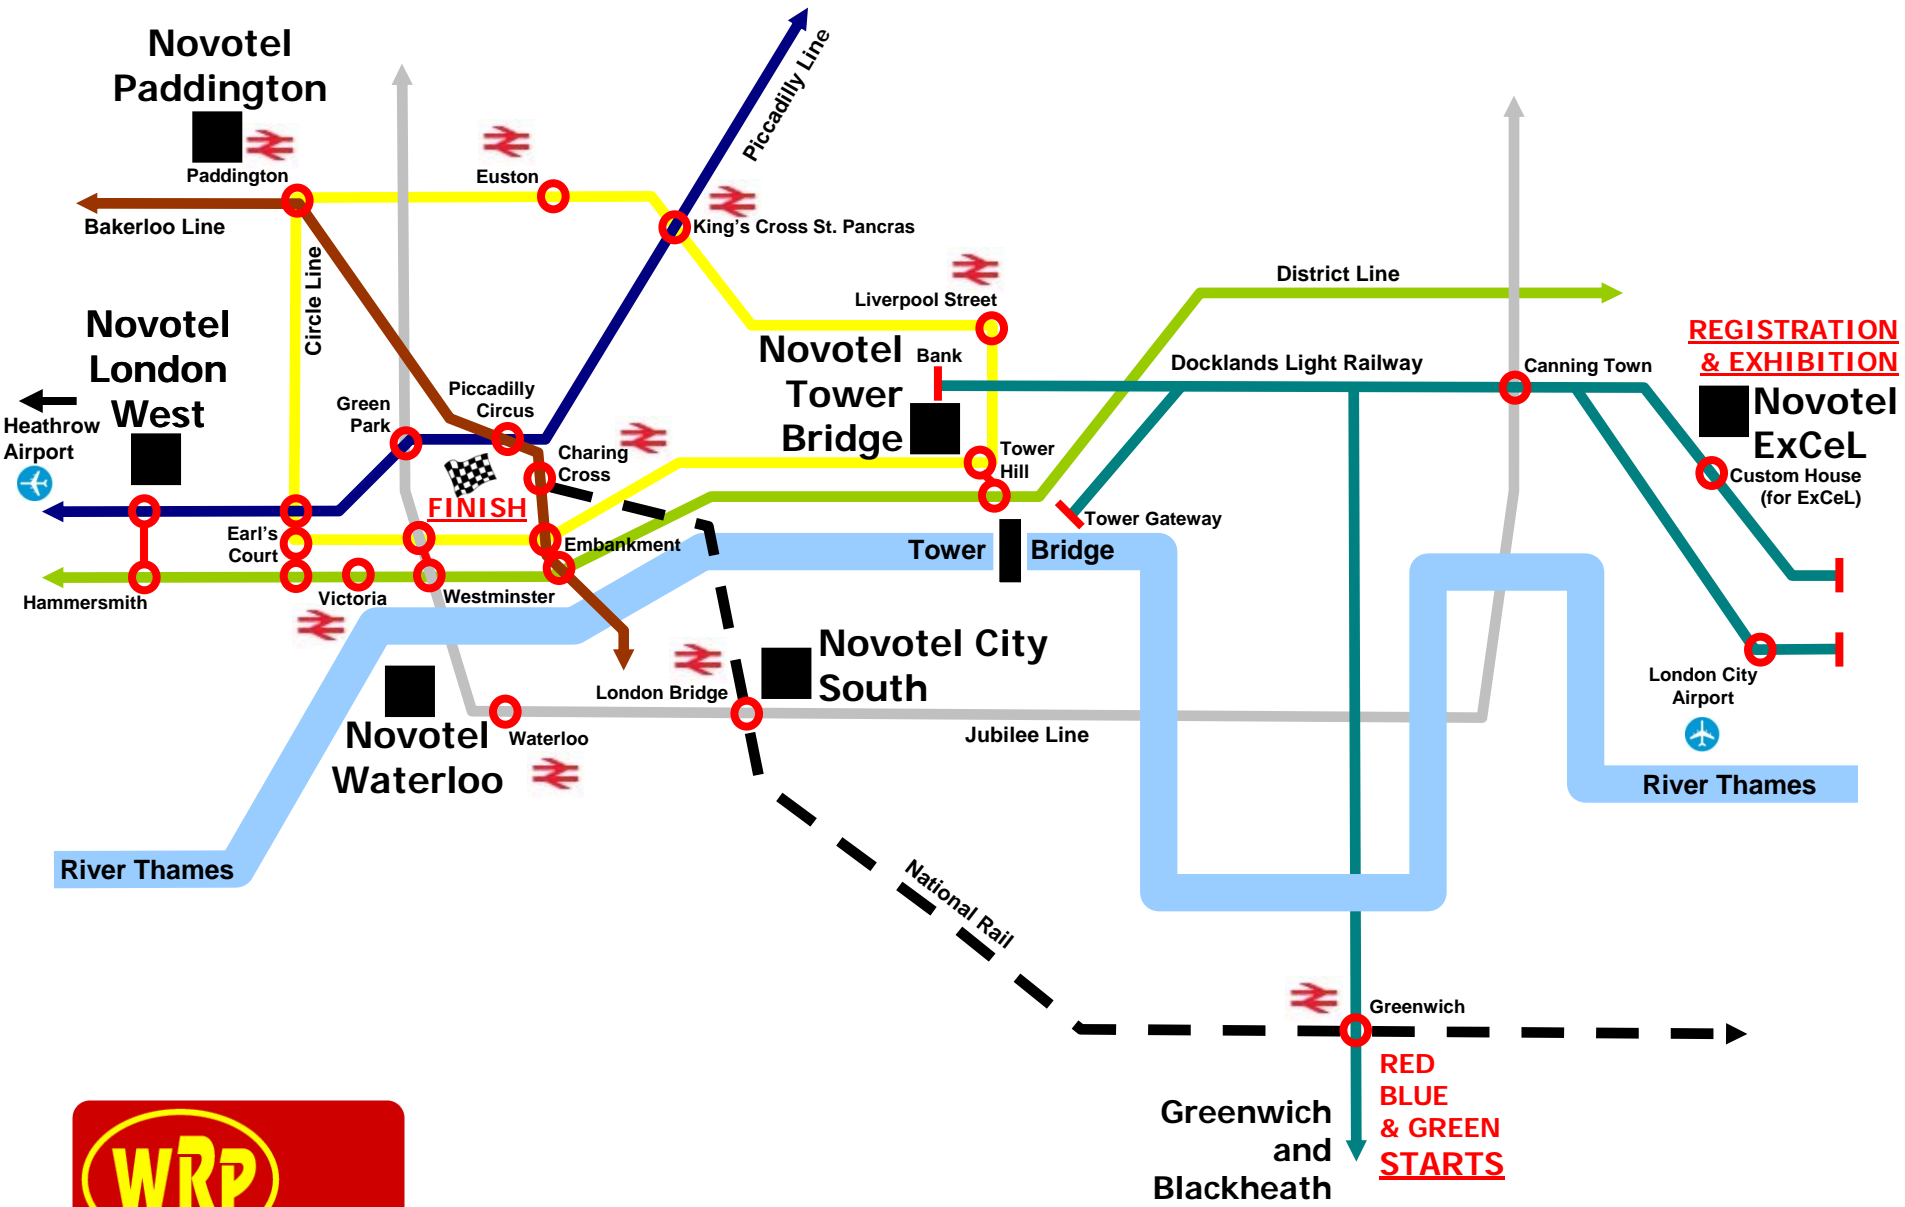 Novotel
Paddington
Paddington
Bakerloo Line
Circle Line
Euston
Piccadilly Line
King's Cross St. Pancras
Liverpool Street
District Line
Novotel
London
West
Heathrow
Airport
Green
Park
Piccadilly
Circus
Charing
Cross
FINISH
Novotel
Tower
Bridge
Bank
Docklands Light Railway
Canning Town
REGISTRATION
& EXHIBITION
Novotel
ExCeL
Custom House
(for ExCeL)
Tower
Hill
Tower Gateway
Earl's
Court
Embankment
Tower Bridge
Hammersmith
Victoria
Westminster
Novotel City
South
London Bridge
London City
Airport
Novotel
Waterloo
Waterloo
Jubilee Line
River Thames
River Thames
National Rail
Greenwich
RED
BLUE
& GREEN
STARTS
Greenwich
and
Blackheath
WRP